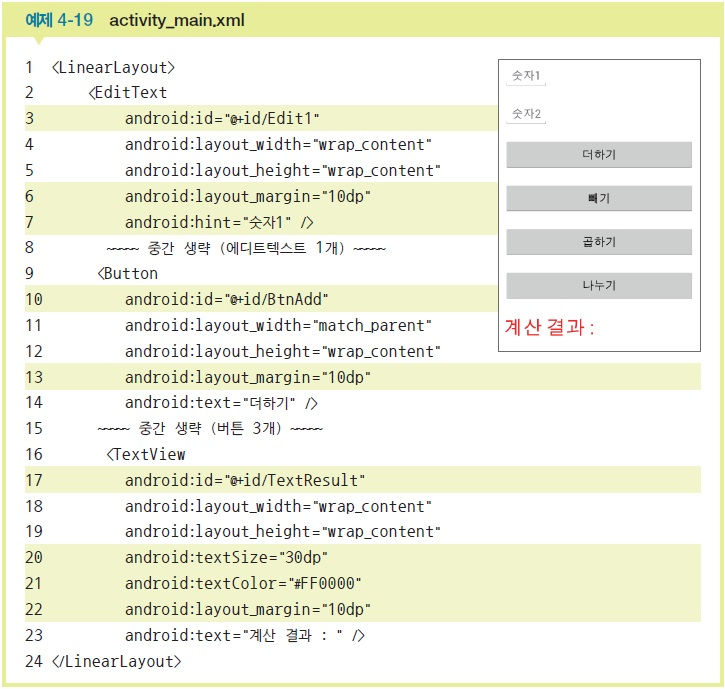 예제 4-19 activity_main.xml
1 <LinearLayout>
2 <EditText
3 android:id="@+id/Edit1"
4 android:layout_width="wrap_content"
5 android:layout_height="wrap_content"
6 android:layout_margin="10dp"
7 android:hint="숫자1" />
8 ~~~~~ 중간 생략 (에디트텍스트 1개) ~~~~~
9 <Button
10 android:id="@+id/BtnAdd"
11 android:layout_width="match_parent"
12 android:layout_height="wrap_content"
13 android:layout_margin="10dp"
14 android:text="더하기" />
15 ~~~~~ 중간 생략 (버튼 3개) ~~~~~
16 <TextView
17 android:id="@+id/TextResult"
18 android:layout_width="wrap_content"
19 android:layout_height="wrap_content"
20 android:textSize="30dp"
21 android:textColor="#FF0000"
22 android:layout_margin="10dp"
23 android:text="계산 결과 : " />
24 </LinearLayout>
숫자1
숫자2
더하기
빼기
곱하기
나누기
계산 결과 :